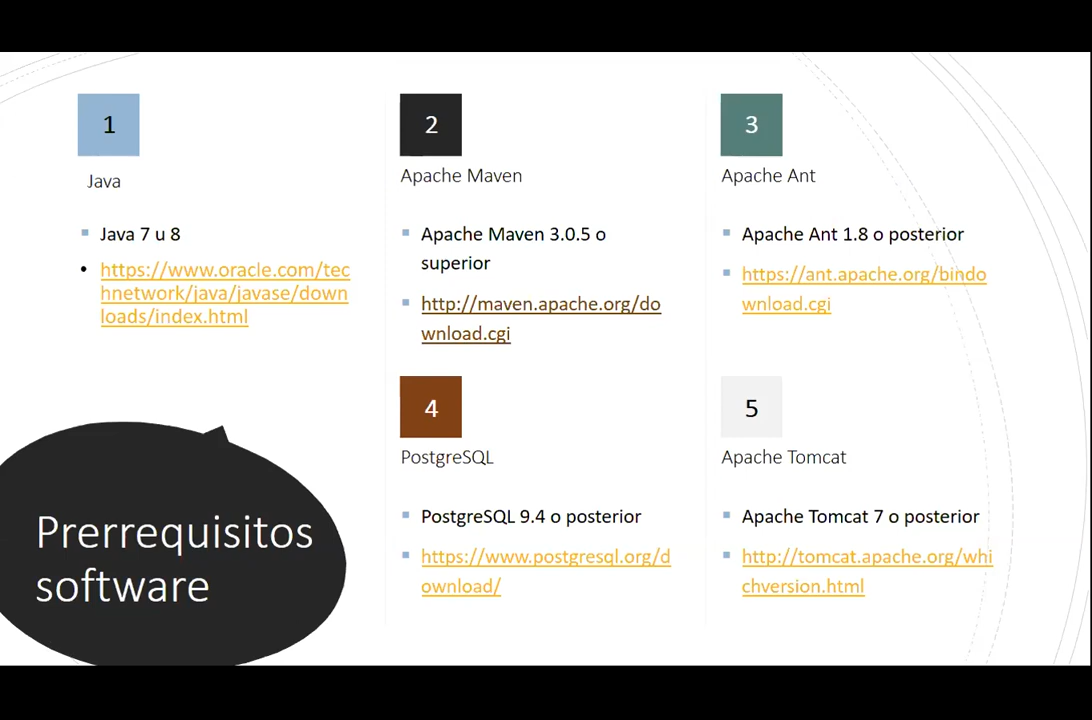 1
Java
Java 7 u 8
https://www.oracle.com/tec
hnetwork/java/javase/down
loads/index.html
2
Apache Maven
Apache Maven 3.0.5 o
superior
http://maven.apache.org/do
wnload.cgi
3
Apache Ant
Apache Ant 1.8 o posterior
https://ant.apache.org/bindo
wnload.cgi
4
PostgreSQL
PostgreSQL 9.4 o posterior
https://www.postgresql.org/d
ownload/
5
Apache Tomcat
Apache Tomcat 7 o posterior
http://tomcat.apache.org/whi
chversion.html
Prerrequisitos
software